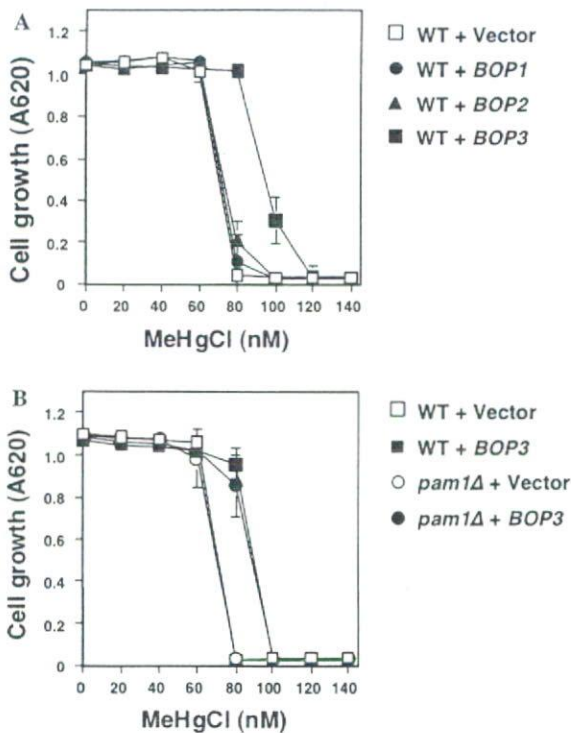 A
Cell growth (A620)
1.2
1.0
0.8
0.6
0.4
0.2
0
0 20 40 60 80 100 120 140
MeHgCl (nM)
WT + Vector
WT + BOP1
WT + BOP2
WT + BOP3
B
Cell growth (A620)
1.2
1.0
0.8
0.6
0.4
0.2
0
0 20 40 60 80 100 120 140
MeHgCl (nM)
WT + Vector
WT + BOP3
pam1Δ + Vector
pam1Δ + BOP3